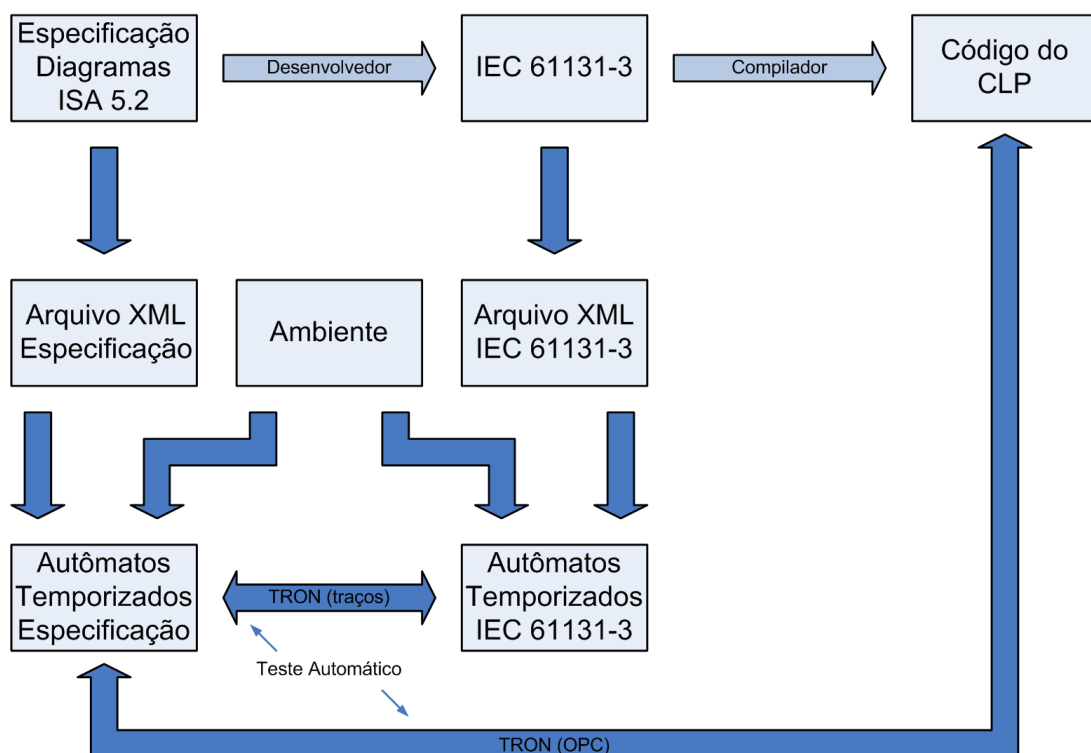 Especificação
Diagramas
ISA 5.2
Desenvolvedor
IEC 61131-3
Compilador
Código do
CLP
Arquivo XML
Especificação
Ambiente
Arquivo XML
IEC 61131-3
Autômatos
Temporizados
Especificação
TRON (traços)
Autômatos
Temporizados
IEC 61131-3
Teste Automático
TRON (OPC)